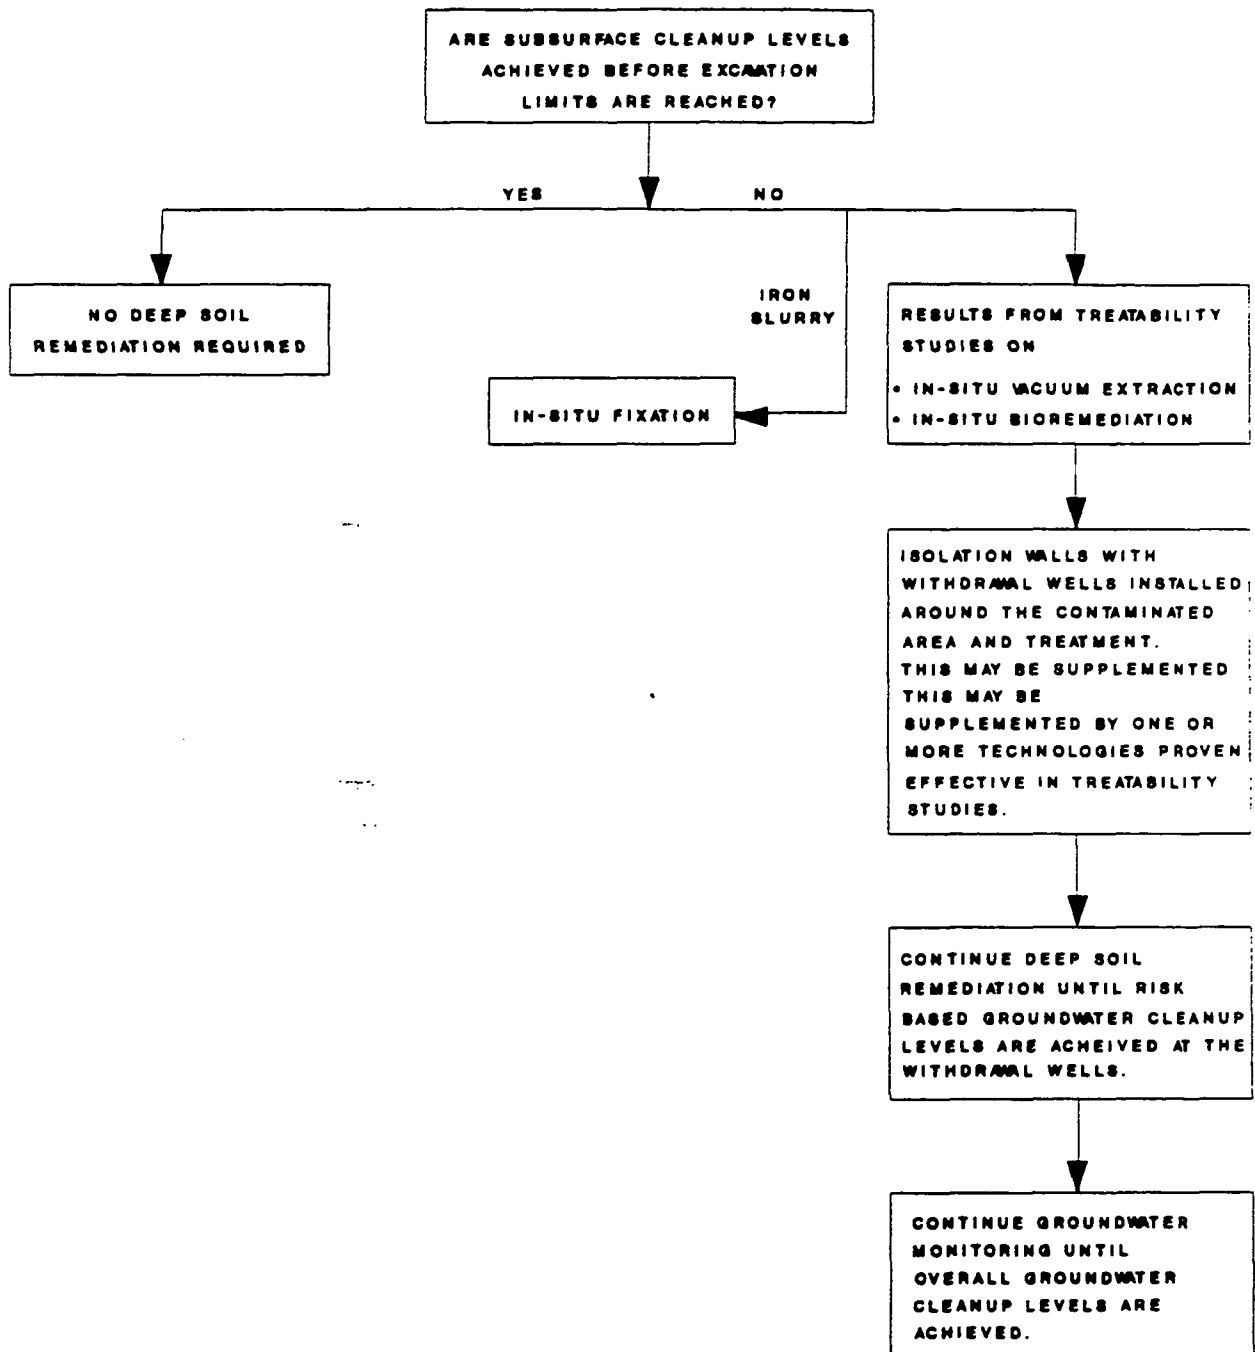 ARE SUBSURFACE CLEANUP LEVELS
ACHIEVED BEFORE EXCAVATION
LIMITS ARE REACHED?
YES
NO
NO DEEP SOIL
REMEDIATION REQUIRED
IRON
SLURRY
IN-SITU FIXATION
RESULTS FROM TREATABILITY
STUDIES ON
• IN-SITU VACUUM EXTRACTION
• IN-SITU BIOREMEDIATION
ISOLATION WALLS WITH
WITHDRAWAL WELLS INSTALLED
AROUND THE CONTAMINATED
AREA AND TREATMENT.
THIS MAY BE SUPPLEMENTED
THIS MAY BE
SUPPLEMENTED BY ONE OR
MORE TECHNOLOGIES PROVEN
EFFECTIVE IN TREATABILITY
STUDIES.
CONTINUE DEEP SOIL
REMEDIATION UNTIL RISK
BASED GROUNDWATER CLEANUP
LEVELS ARE ACHEIVED AT THE
WITHDRAWAL WELLS.
CONTINUE GROUNDWATER
MONITORING UNTIL
OVERALL GROUNDWATER
CLEANUP LEVELS ARE
ACHIEVED.